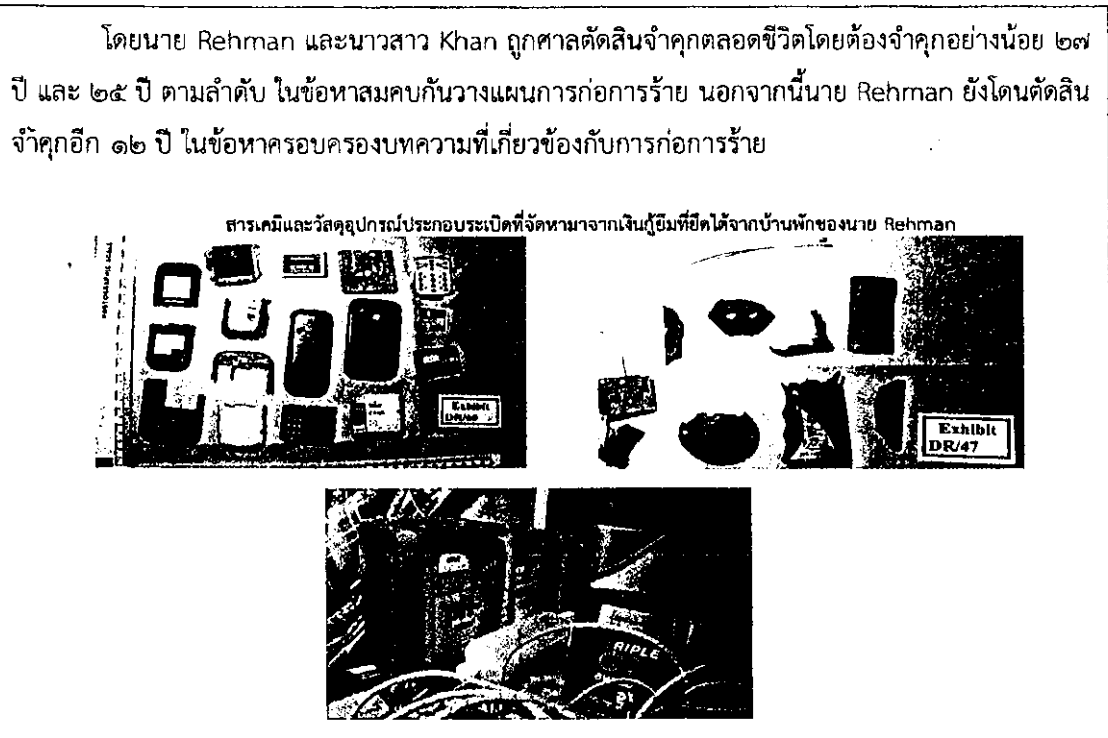 โดยนาย Rehman และนาวสาว Khan ถูกศาลตัดสินจำคุกตลอดชีวิตโดยต้องจำคุกอย่างน้อย ๒๗
ปี และ ๒๕ ปี ตามลำดับ ในข้อหาสมคบกันวางแผนการก่อการร้าย นอกจากนี้นาย Rehman ยังโดนตัดสิน
จำคุกอีก ๑๒ ปี ในข้อหาครอบครองบทความที่เกี่ยวข้องกับการก่อการร้าย
สารเคมีและวัสดุอุปกรณ์ประกอบระเบิดที่จัดหามาจากเงินกู้ยืมที่ยึดได้จากบ้านพักของนาย Rehman
Exhibit
Exhibit
DR/47
RIPLE